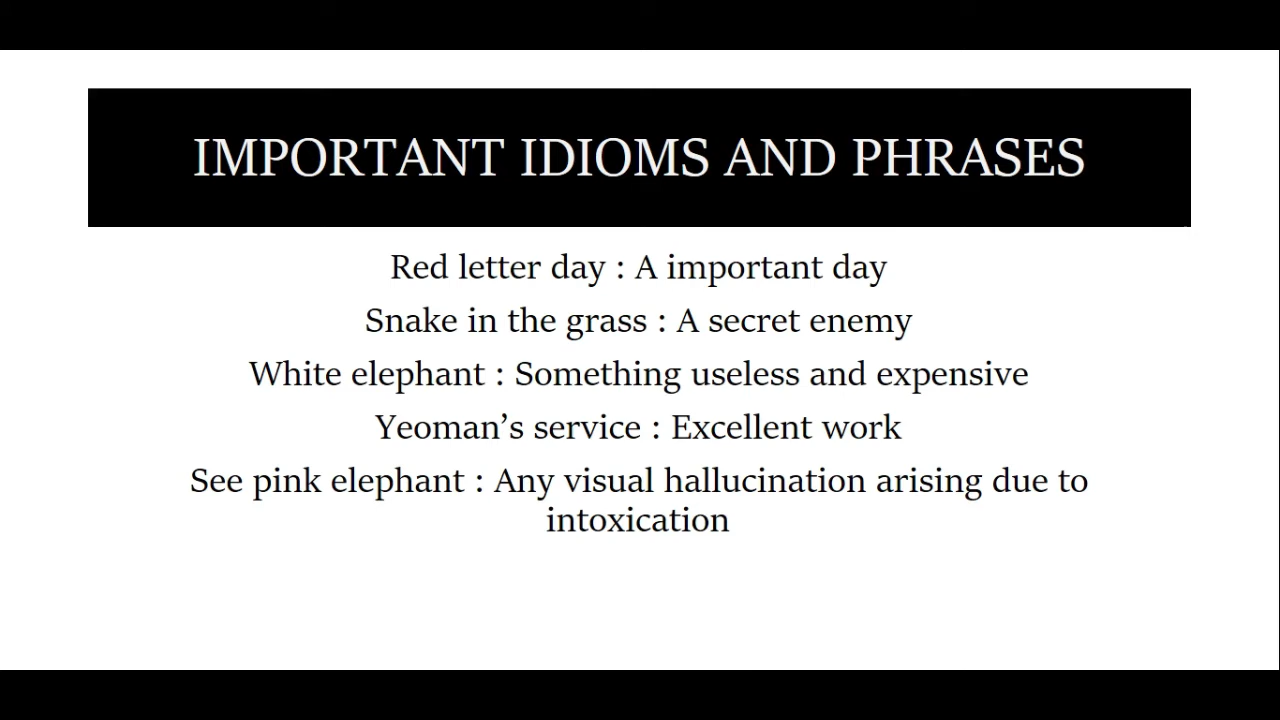 IMPORTANT IDIOMS AND PHRASES
Red letter day : A important day
Snake in the grass : A secret enemy
White elephant : Something useless and expensive
Yeoman’s service : Excellent work
See pink elephant : Any visual hallucination arising due to
intoxication